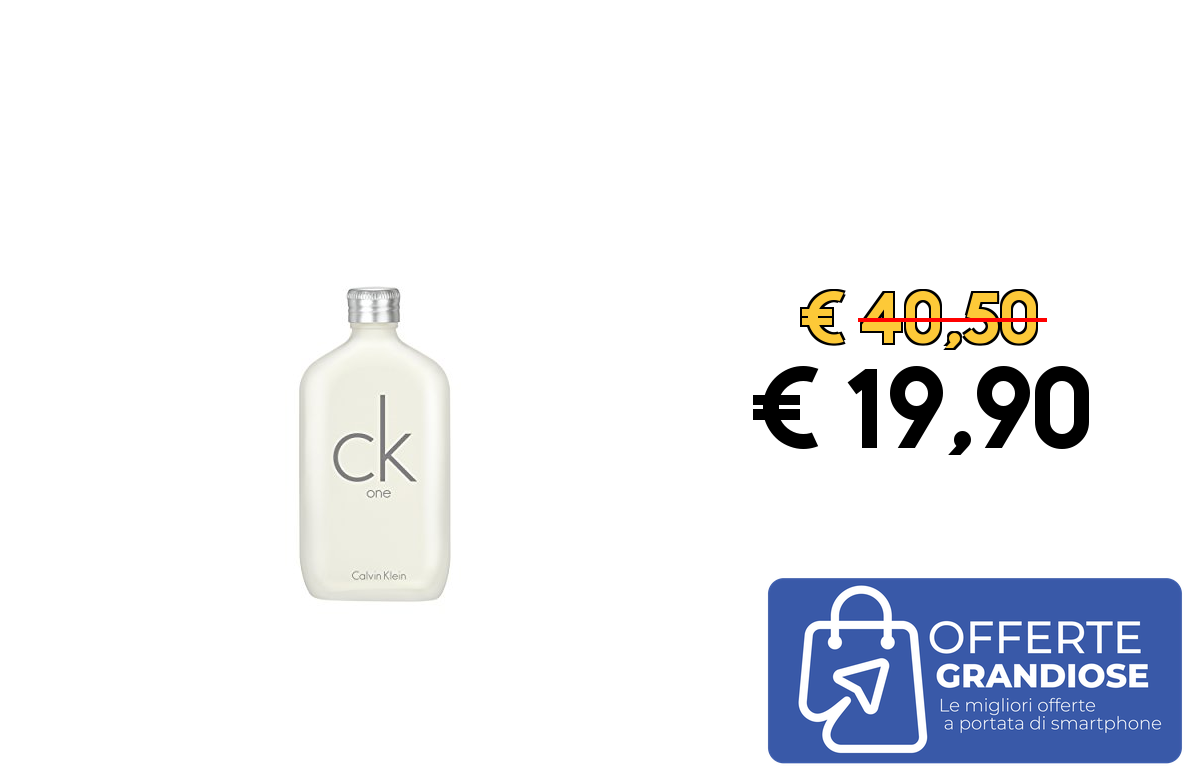 ck
one
Calvin Klein
€ 40,50
€ 19,90
OFFERTE
GRANDIOSE
Le migliori offerte
a portata di smartphone